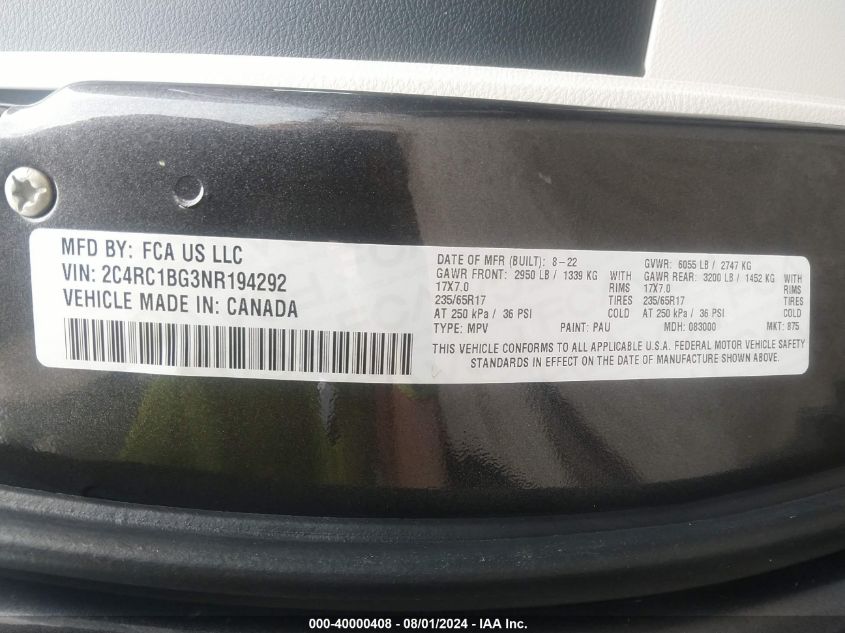 MFD BY: FCA US LLC
VIN: 2C4RC1BG3NR194292
VEHICLE MADE IN: CANADA
DATE OF MFR (BUILT): 8-22 GVWR: 6055 LB / 2747 KG
GAWR FRONT: 2950 LB / 1339 KG WITH GAWR REAR: 3200 LB / 1452 KG WITH
17X7.0 RIMS 17X7.0 RIMS
235/65R17 TIRES 235/65R17 TIRES
AT 250 kPa / 36 PSI COLD AT 250 kPa / 36 PSI COLD
TYPE: MPV PAINT: PAU MDH: 083000 MKT: 875
THIS VEHICLE CONFORMS TO ALL APPLICABLE U.S.A. FEDERAL MOTOR VEHICLE SAFETY
STANDARDS IN EFFECT ON THE DATE OF MANUFACTURE SHOWN ABOVE.
000-40000408 - 08/01/2024 - IAA Inc.